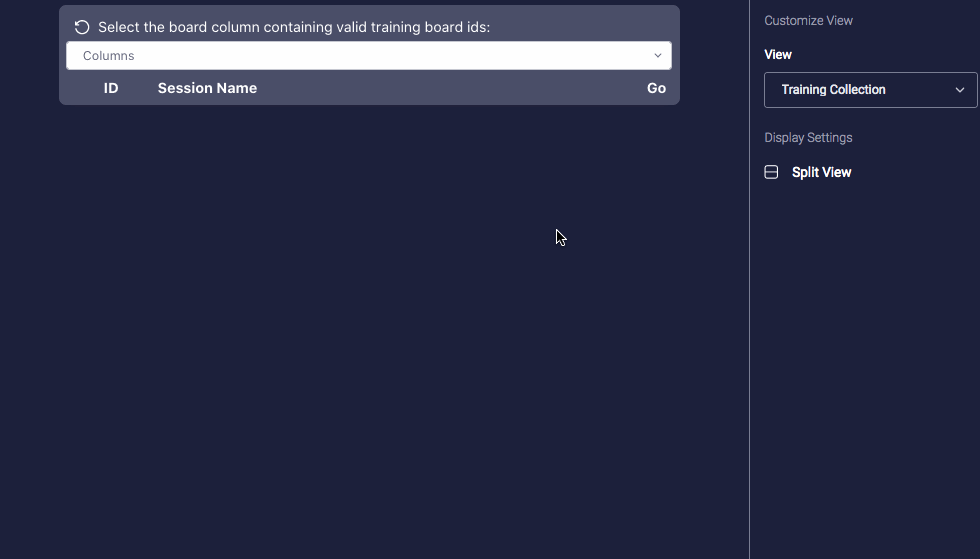 Select the board column containing valid training board ids:
Columns
ID Session Name Go
Customize View
View
Training Collection
Display Settings
Split View